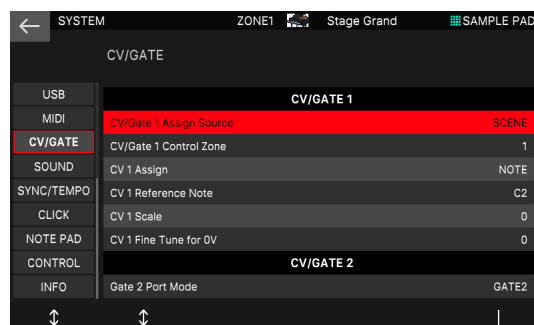 SYSTEM ZONE1 Stage Grand SAMPLE PAD
CV/GATE
USB
MIDI
CV/GATE
SOUND
SYNC/TEMPO
CLICK
NOTE PAD
CONTROL
INFO
CV/GATE 1
CV/Gate 1 Assign Source SCENE
CV/Gate 1 Control Zone 1
CV 1 Assign NOTE
CV 1 Reference Note C2
CV 1 Scale 0
CV 1 Fine Tune for 0V 0
CV/GATE 2
Gate 2 Port Mode GATE2